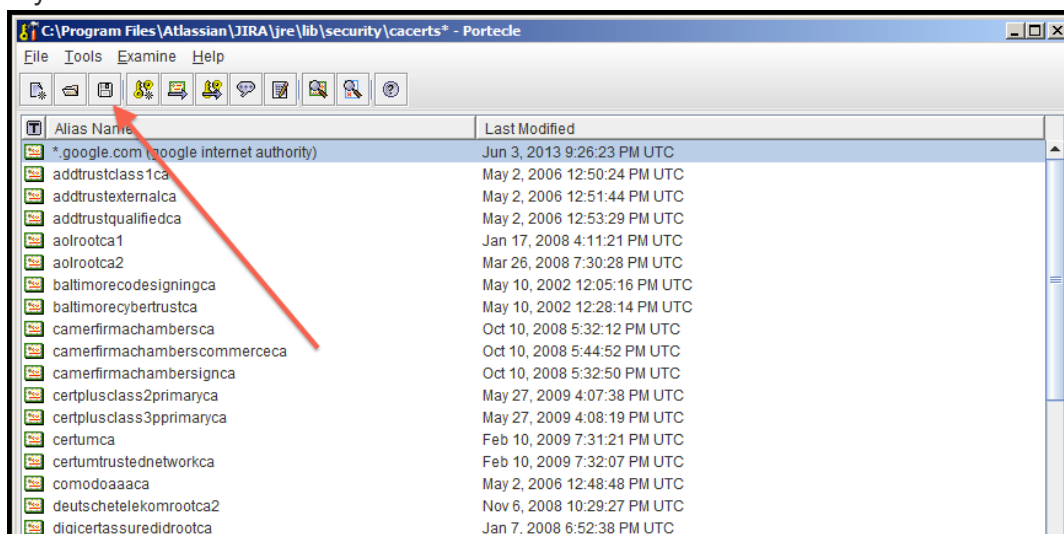 C:\Program Files\Atlassian\JIRA\jre\lib\security\cacerts* - Portecle
File Tools Examine Help
T Alias Name Last Modified
*.google.com (google internet authority) Jun 3, 2013 9:26:23 PM UTC
addtrustclass1ca May 2, 2006 12:50:24 PM UTC
addtrustexternalca May 2, 2006 12:51:44 PM UTC
addtrustqualifiedca May 2, 2006 12:53:29 PM UTC
aolrootca1 Jan 17, 2008 4:11:21 PM UTC
aolrootca2 Mar 26, 2008 7:30:28 PM UTC
baltimorecodesigningca May 10, 2002 12:05:16 PM UTC
baltimorecybertrustca May 10, 2002 12:28:14 PM UTC
camerfirmachambersca Oct 10, 2008 5:32:12 PM UTC
camerfirmachamberscommerceca Oct 10, 2008 5:44:52 PM UTC
camerfirmachambersignca Oct 10, 2008 5:32:50 PM UTC
certplusclass2primaryca May 27, 2009 4:07:38 PM UTC
certplusclass3pprimaryca May 27, 2009 4:08:19 PM UTC
certumca Feb 10, 2009 7:31:21 PM UTC
certumtrustednetworkca Feb 10, 2009 7:32:07 PM UTC
comodoaaaca May 2, 2006 12:48:48 PM UTC
deutschetelekomrootca2 Nov 6, 2008 10:29:27 PM UTC
digicertassuredidrootca Jan 7, 2008 6:52:38 PM UTC